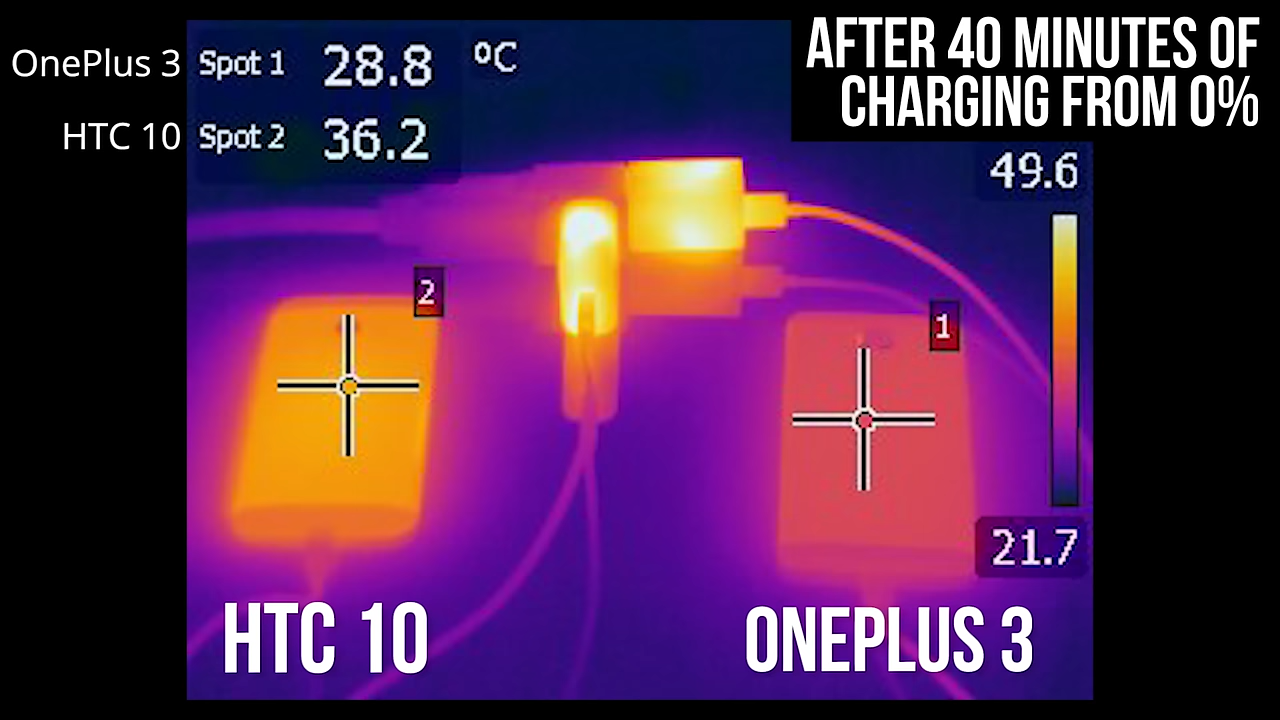 OnePlus 3 Spot 1 28.8 °C
HTC 10 Spot 2 36.2
AFTER 40 MINUTES OF
CHARGING FROM 0%
49.6
2
1
21.7
HTC 10
ONEPLUS 3